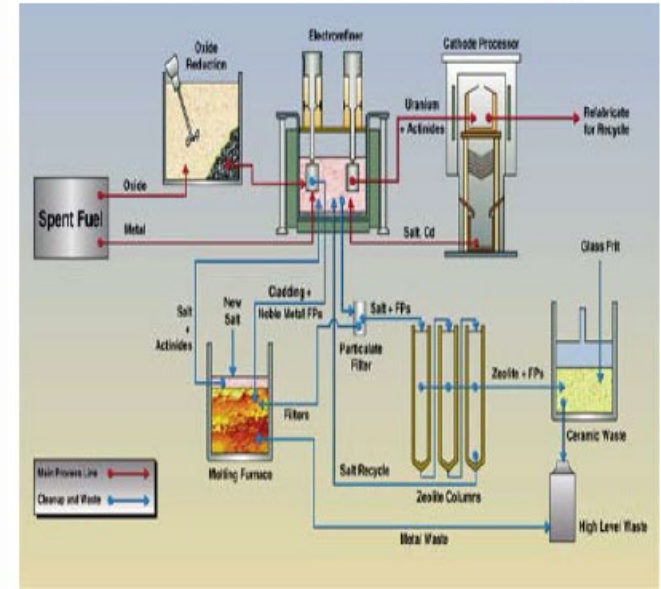 Electrorefiner
Cathode Processor
Oxide
Reduction
Uranium
+ Actinides
Refabricate
for Recycle
Spent Fuel
Oxide
Metal
Salt, Cd
Glass Frit
Salt
+
Actinides
New
Salt
Cladding +
Noble Metal FPs
Salt + FPs
Particulate
Filter
Zeolite + FPs
Filters
Ceramic Waste
Melting Furnace
Salt Recycle
Zeolite Columns
Main Process Line
Cleanup and Waste
High Level Waste
Metal Waste